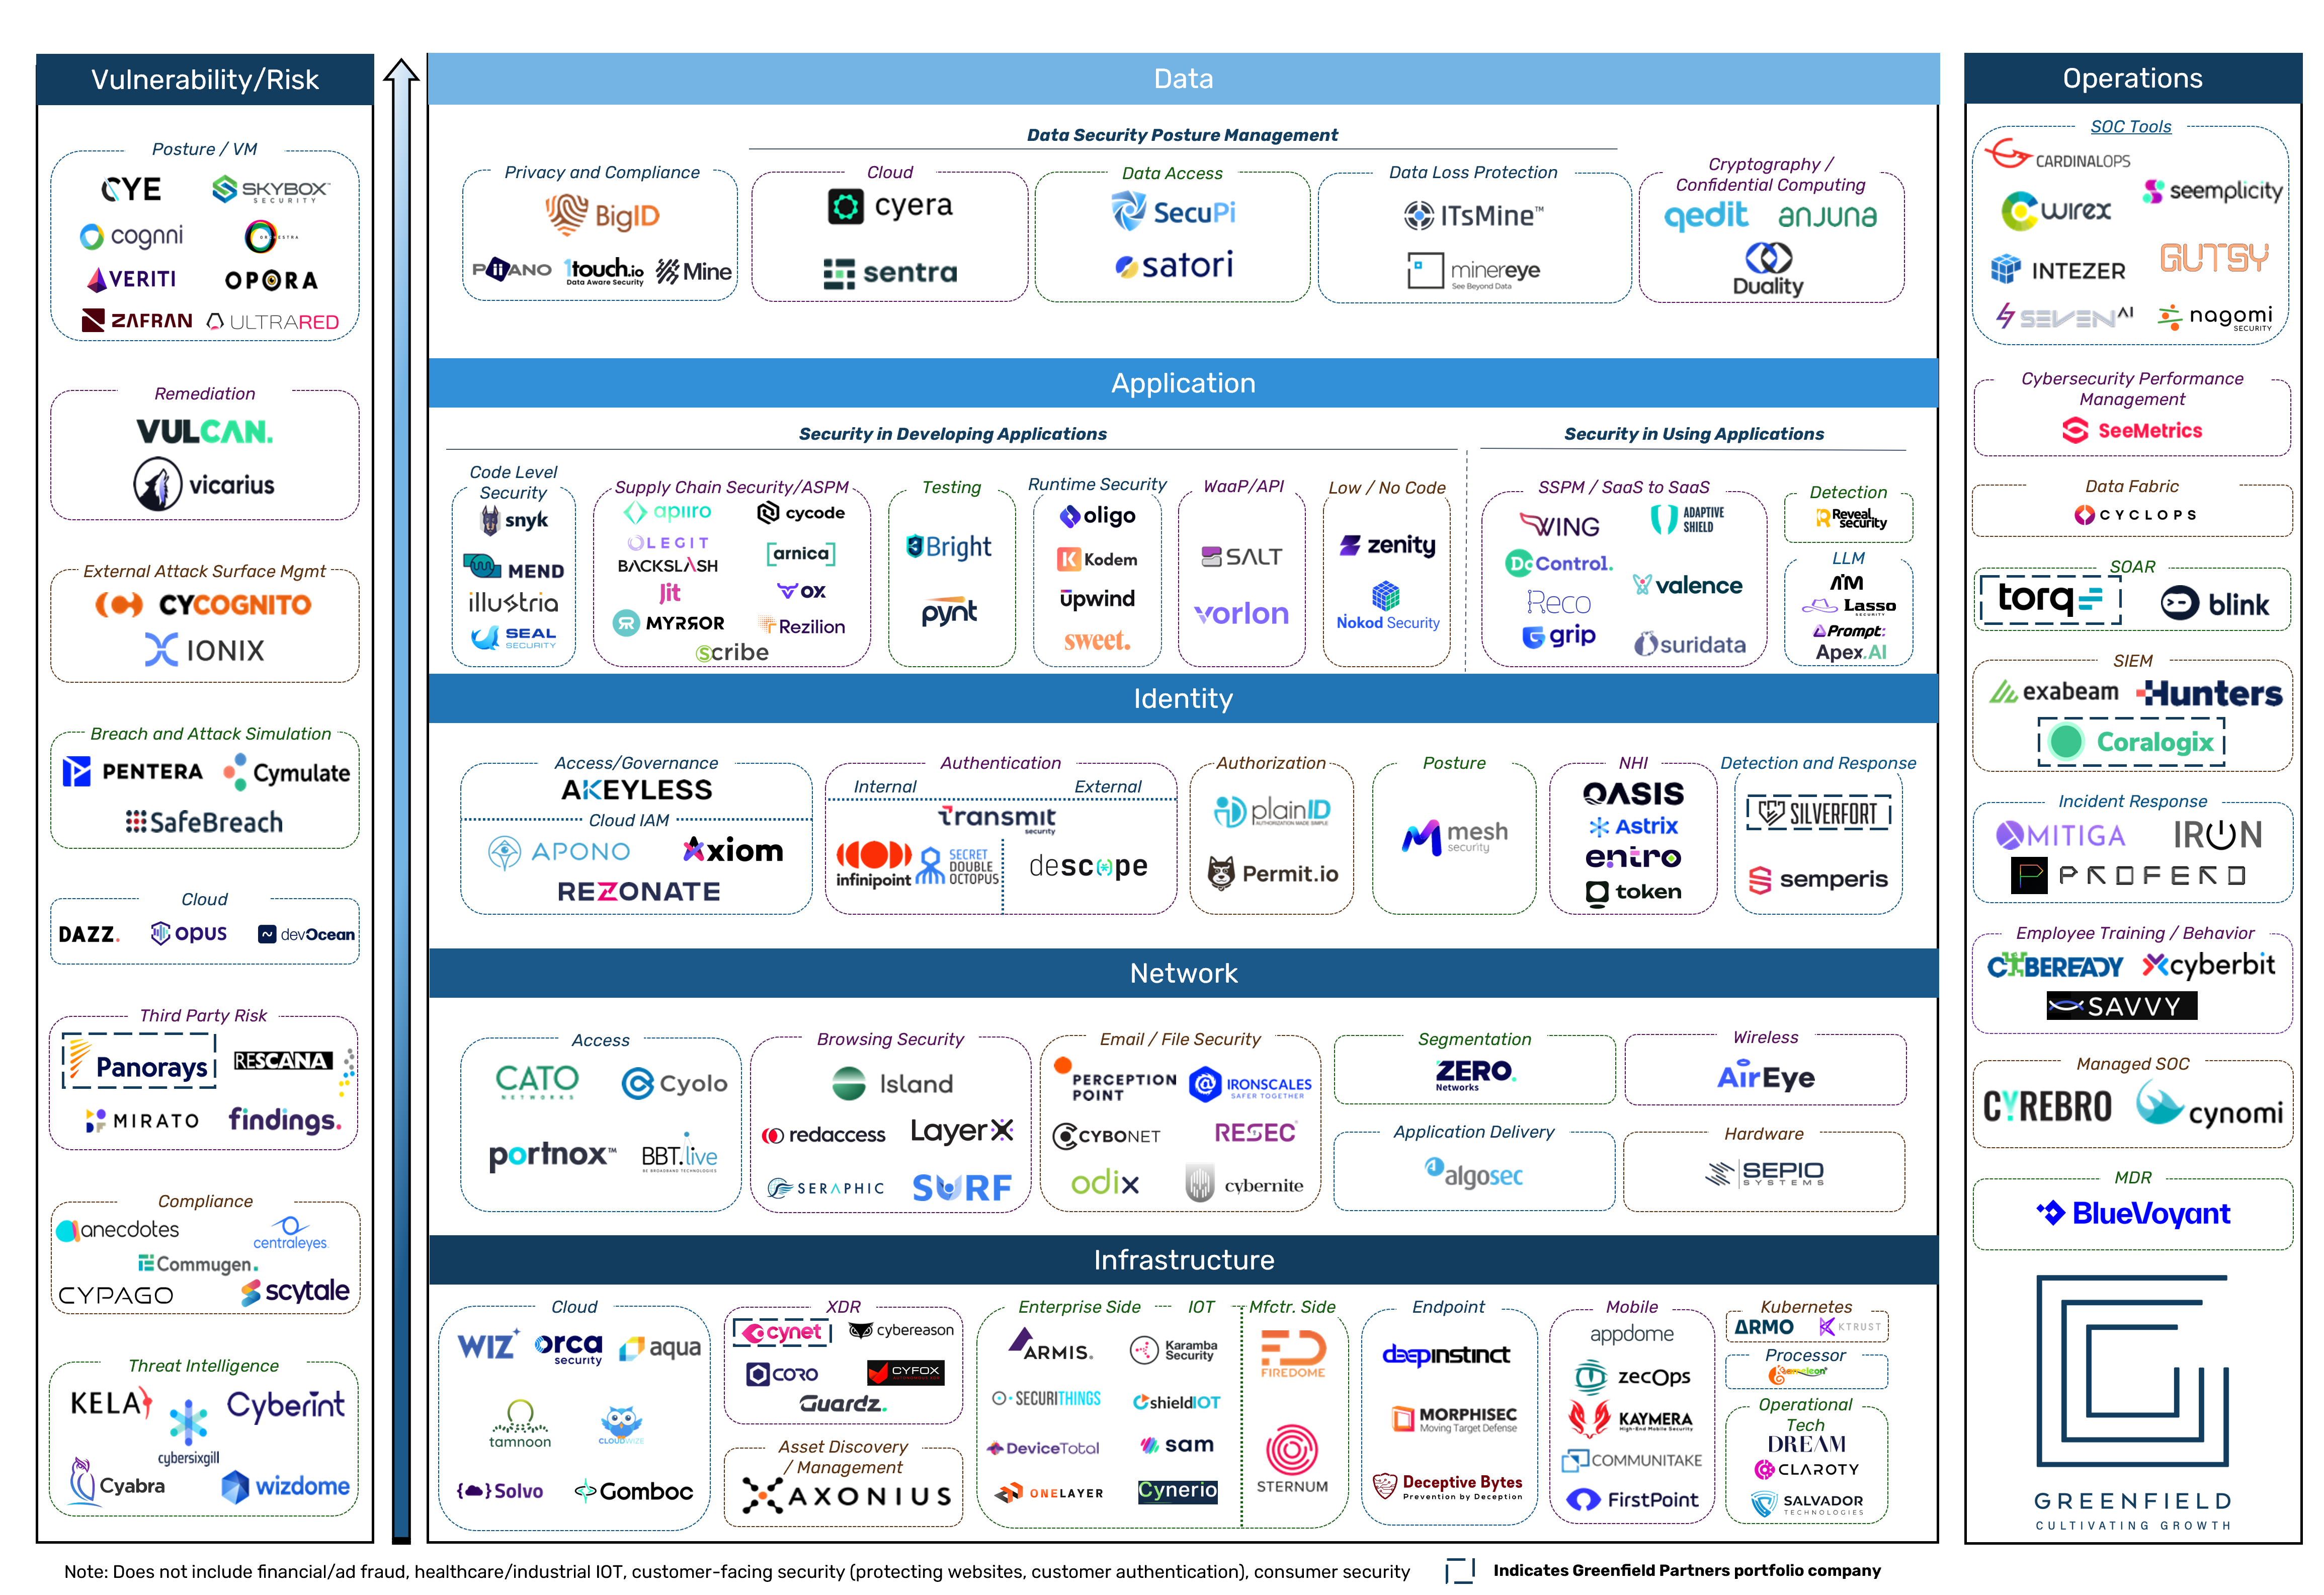 Vulnerability/Risk
Posture / VM
CYE
SKYBOX™
SECURITY
cognni
ORCHESTRA
VERITI
OPORA
ZAFRAN
ULTRARED
Remediation
VULCAN.
vicarius
External Attack Surface Mgmt
CYCOGNITO
IONIX
Breach and Attack Simulation
PENTERA
Cymulate
SafeBreach
Cloud
DAZZ.
opus
devOcean
Third Party Risk
Panorays
RESCANA
MIRATO
findings.
Compliance
anecdotes
centraleyes
Commugen.
CYPAGO
scytale
Threat Intelligence
KELA
cybersixgill
Cyberint
Cyabra
wizdome
Data
Data Security Posture Management
Privacy and Compliance
BigID
PIIANO
1touch.io
Data Aware Security
Mine
Cloud
cyera
sentra
Data Access
SecuPi
satori
Data Loss Protection
ITsMine™
minereye
See Beyond Data
Cryptography /
Confidential Computing
qedit
anjuna
Duality
Application
Security in Developing Applications
Code Level
Security
snyk
MEND
illustria
SEAL
SECURITY
Supply Chain Security/ASPM
apiiro
cycode
LEGIT
arnica
BACKSLASH
Jit
OX
MYRROR
Rezilion
scribe
Testing
Bright
pynt
Runtime Security
oligo
Kodem
upwind
sweet.
WaaP/API
SALT
vorlon
Low / No Code
zenity
Nokod Security
Security in Using Applications
SSPM / SaaS to SaaS
WING
ADAPTIVE
SHIELD
DoControl.
valence
Reco
grip
suridata
Detection
Reveal
security
LLM
AIM
Lasso
SECURITY
Prompt:
Apex.AI
Identity
Access/Governance
AKEYLESS
Cloud IAM
APONO
Axiom
REZONATE
Authentication
Internal
External
Transmit
security
infinipoint
SECRET
DOUBLE
OCTOPUS
descope
Authorization
plainID
AUTHORIZATION MADE SIMPLE
Permit.io
Posture
mesh
security
NHI
OASIS
Astrix
entro
token
Detection and Response
SILVERFORT
semperis
Network
Access
CATO
NETWORKS
Cyolo
portnox™
BBT.live
BE BROADBAND TECHNOLOGIES
Browsing Security
Island
redaccess
LayerX
SERAPHIC
SURF
Email / File Security
PERCEPTION
POINT
IRONSCALES
SAFER TOGETHER
CYBONET
RESEC
odix
cybernite
Segmentation
ZERO.
Networks
Wireless
AirEye
Application Delivery
algosec
Hardware
SEPIO
SYSTEMS
Infrastructure
Cloud
WIZ
orca
security
aqua
tamnoon
CLOUDWIZE
Solvo
Gomboc
XDR
cynet
cybereason
CORO
CYFOX
Guardz.
Asset Discovery
/ Management
AXONIUS
Enterprise Side
IOT
Mfctr. Side
ARMIS.
Karamba
Security
SECURITHINGS
shieldIOT
DeviceTotal
sam
ONELAYER
Cynerio
FIREDOME
STERNUM
Endpoint
deepinstinct
MORPHISEC
Moving Target Defense
Deceptive Bytes
Prevention by Deception
Mobile
appdome
zecOps
KAYMERA
High-End Mobile Security
COMMUNITAKE
FirstPoint
Kubernetes
ARMO
KTRUST
Processor
Kameleon
Operational
Tech
DREAM
CLAROTY
SALVADOR
TECHNOLOGIES
Operations
SOC Tools
CARDINALOPS
seemplicity
wirex
GUTSY
INTEZER
SEVEN AI
nagomi
SECURITY
Cybersecurity Performance
Management
SeeMetrics
Data Fabric
CYCLOPS
SOAR
torq
blink
SIEM
exabeam
Hunters
Coralogix
Incident Response
MITIGA
IRON
PROFERO
Employee Training / Behavior
CYBEREADY
cyberbit
SAVVY
Managed SOC
CYREBRO
cynomi
MDR
BlueVoyant
GREENFIELD
CULTIVATING GROWTH
Note: Does not include financial/ad fraud, healthcare/industrial IOT, customer-facing security (protecting websites, customer authentication), consumer security
Indicates Greenfield Partners portfolio company